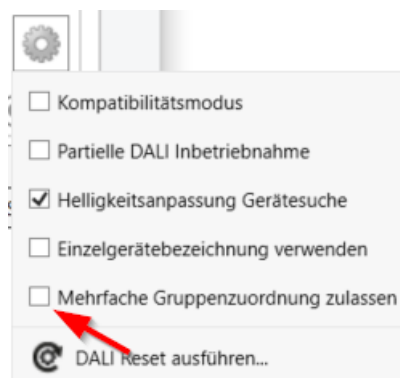 Kompatibilitätsmodus
Partielle DALI Inbetriebnahme
Helligkeitsanpassung Gerätesuche
Einzelgerätebezeichnung verwenden
Mehrfache Gruppenzuordnung zulassen
DALI Reset ausführen...